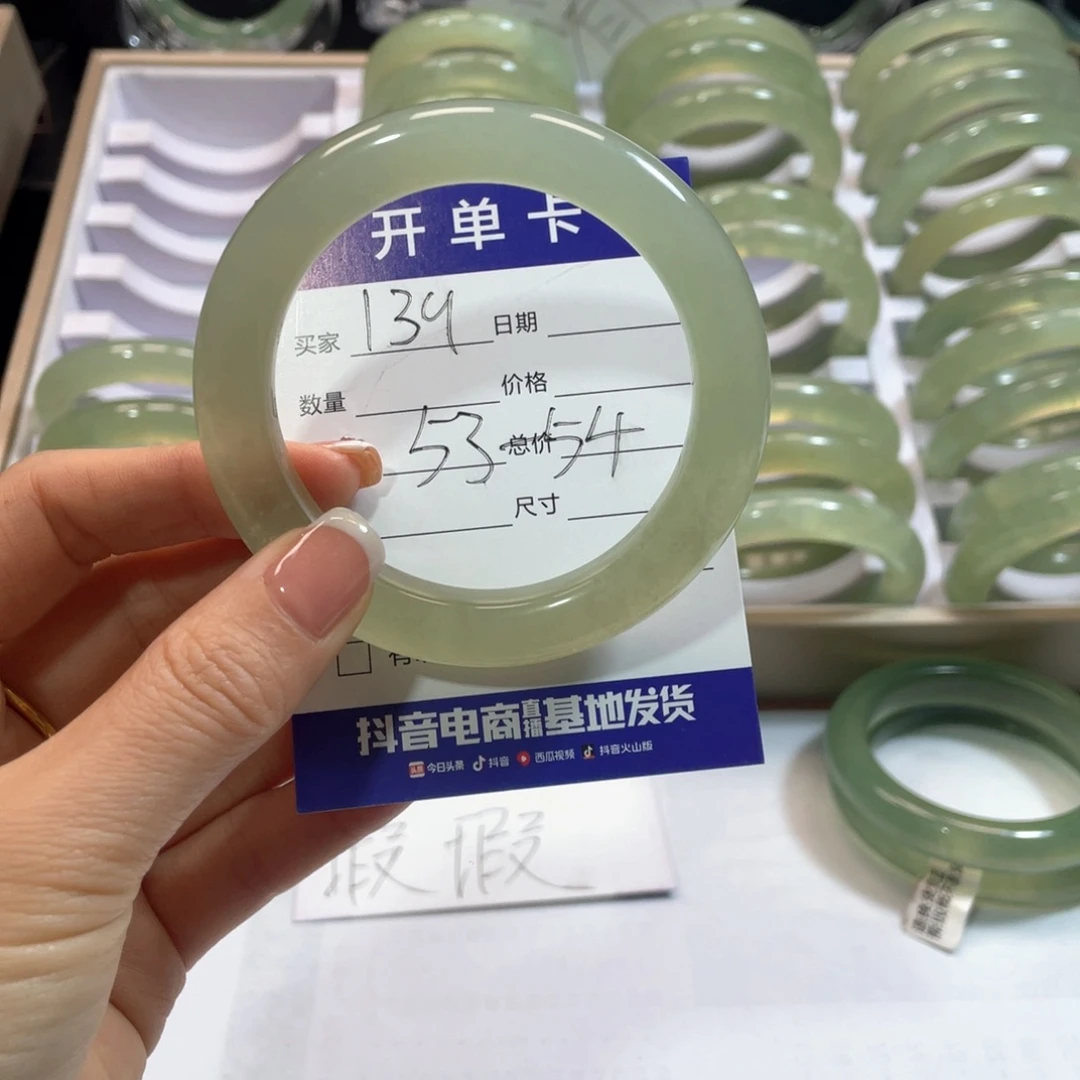 开单卡
买家 139 日期
数量 价格
53-54 总价
尺寸
抖音电商直播基地发货
今日头条 抖音 西瓜视频 抖音火山版
假假